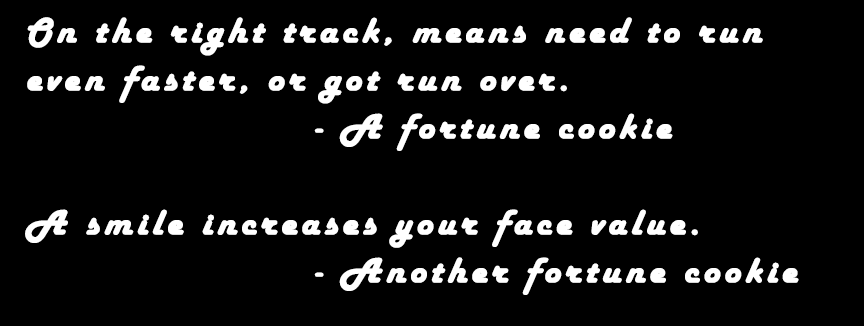 On the right track, means need to run
even faster, or got run over.
- A fortune cookie
A smile increases your face value.
- Another fortune cookie